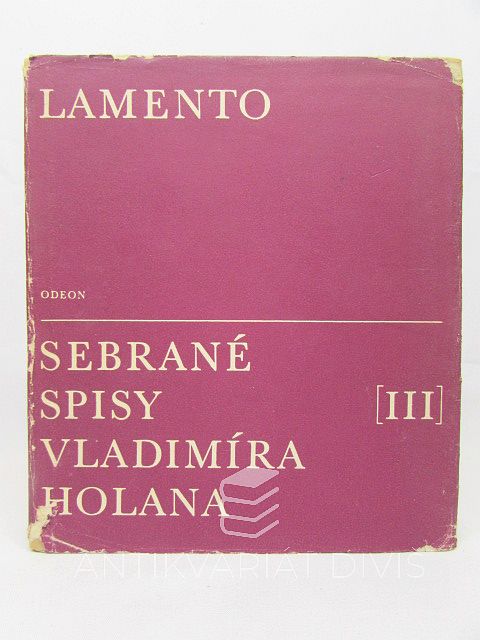 LAMENTO
ODEON
SEBRANÉ
SPISY
[III]
VLADIMÍRA
HOLANA
ANTIKVARIÁT DIVIS